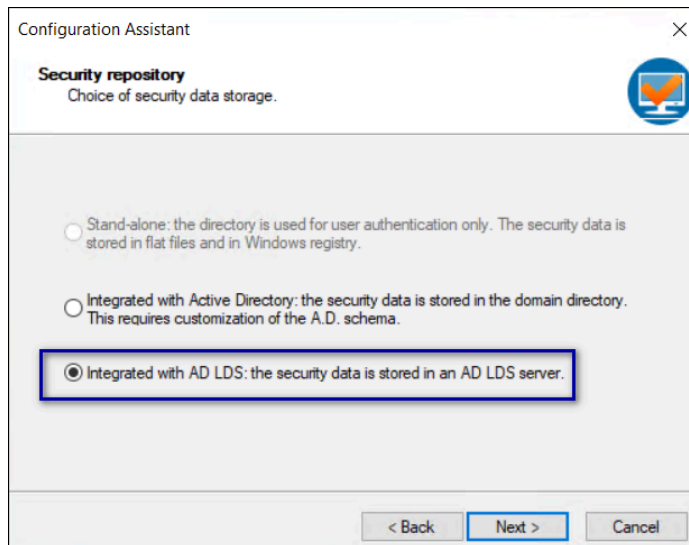 Configuration Assistant
Security repository
Choice of security data storage.
Stand-alone: the directory is used for user authentication only. The security data is
stored in flat files and in Windows registry.
Integrated with Active Directory: the security data is stored in the domain directory.
This requires customization of the A.D. schema.
Integrated with AD LDS: the security data is stored in an AD LDS server.
< Back
Next >
Cancel